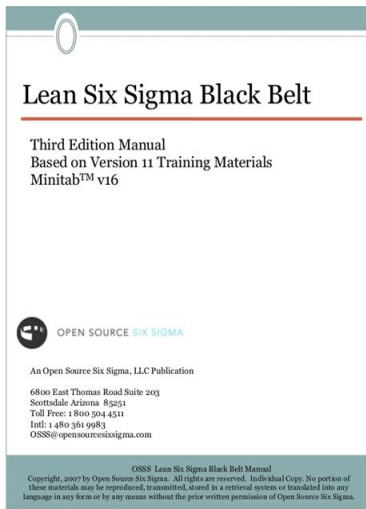 Lean Six Sigma Black Belt
Third Edition Manual
Based on Version 11 Training Materials
Minitab™ v16
OPEN SOURCE SIX SIGMA
An Open Source Six Sigma, LLC Publication
6800 East Thomas Road Suite 203
Scottsdale Arizona 85251
Toll Free: 1 800 504 4511
Intl: 1 480 361 9983
OSSS@opensourcesixsigma.com
OSSS Lean Six Sigma Black Belt Manual
Copyright, 2007 by Open Source Six Sigma. All rights are reserved. Individual Copy. No portion of
these materials may be reproduced, transmitted, stored in a retrieval system or translated into any
language in any form or by any means without the prior written permission of Open Source Six Sigma.